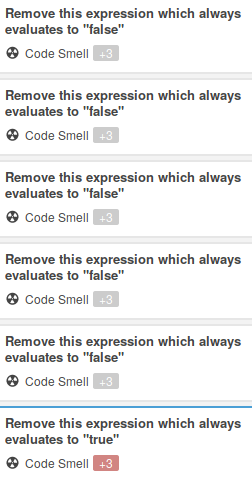 Remove this expression which always
evaluates to "false"
Code Smell +3
Remove this expression which always
evaluates to "false"
Code Smell +3
Remove this expression which always
evaluates to "false"
Code Smell +3
Remove this expression which always
evaluates to "false"
Code Smell +3
Remove this expression which always
evaluates to "false"
Code Smell +3
Remove this expression which always
evaluates to "true"
Code Smell +3